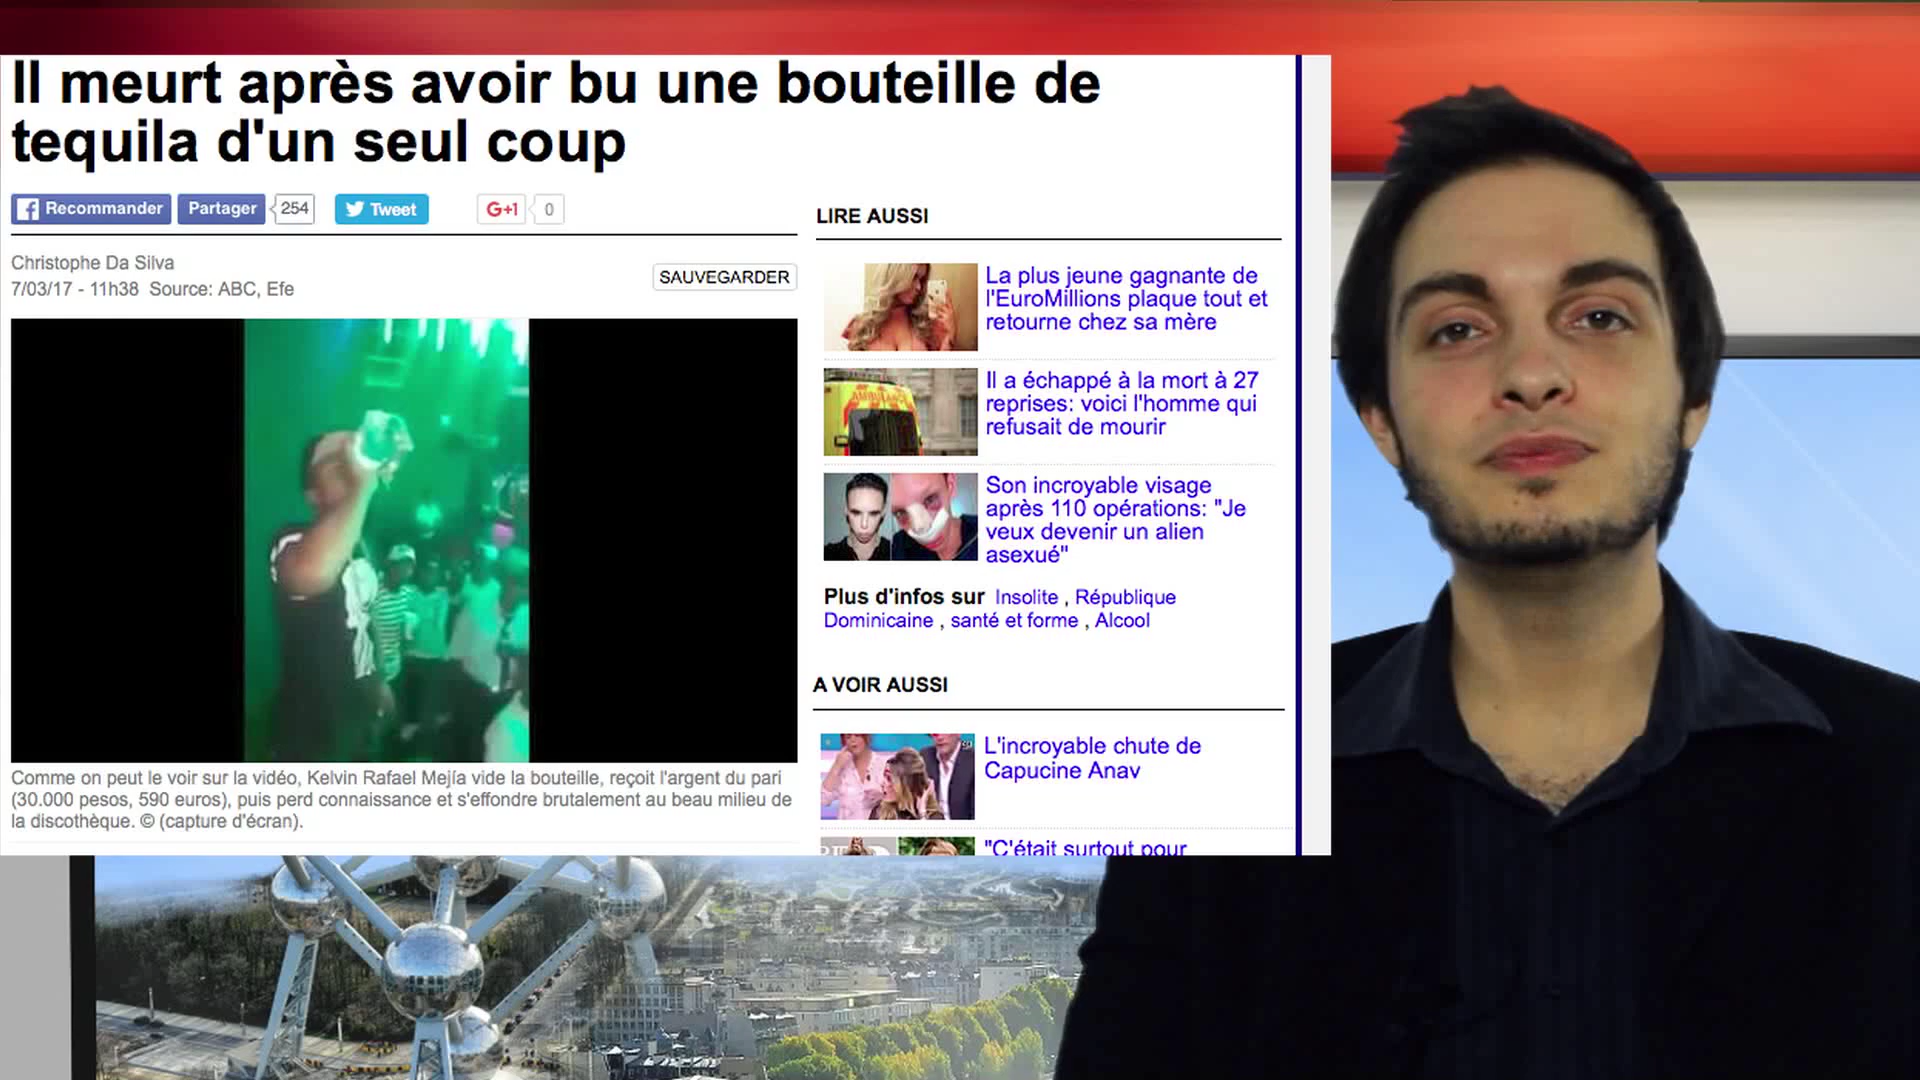 Il meurt après avoir bu une bouteille de
tequila d'un seul coup
Recommander
Partager
254
Tweet
G+1
0
Christophe Da Silva
7/03/17 - 11h38 Source: ABC, Efe
SAUVEGARDER
Comme on peut le voir sur la vidéo, Kelvin Rafael Mejía vide la bouteille, reçoit l'argent du pari
(30.000 pesos, 590 euros), puis perd connaissance et s'effondre brutalement au beau milieu de
la discothèque. © (capture d'écran).
LIRE AUSSI
La plus jeune gagnante de
l'EuroMillions plaque tout et
retourne chez sa mère
AMBULANCE
Il a échappé à la mort à 27
reprises: voici l'homme qui
refusait de mourir
Son incroyable visage
après 110 opérations: "Je
veux devenir un alien
asexué"
Plus d'infos sur Insolite , République
Dominicaine , santé et forme , Alcool
A VOIR AUSSI
L'incroyable chute de
Capucine Anav
"C'était surtout pour